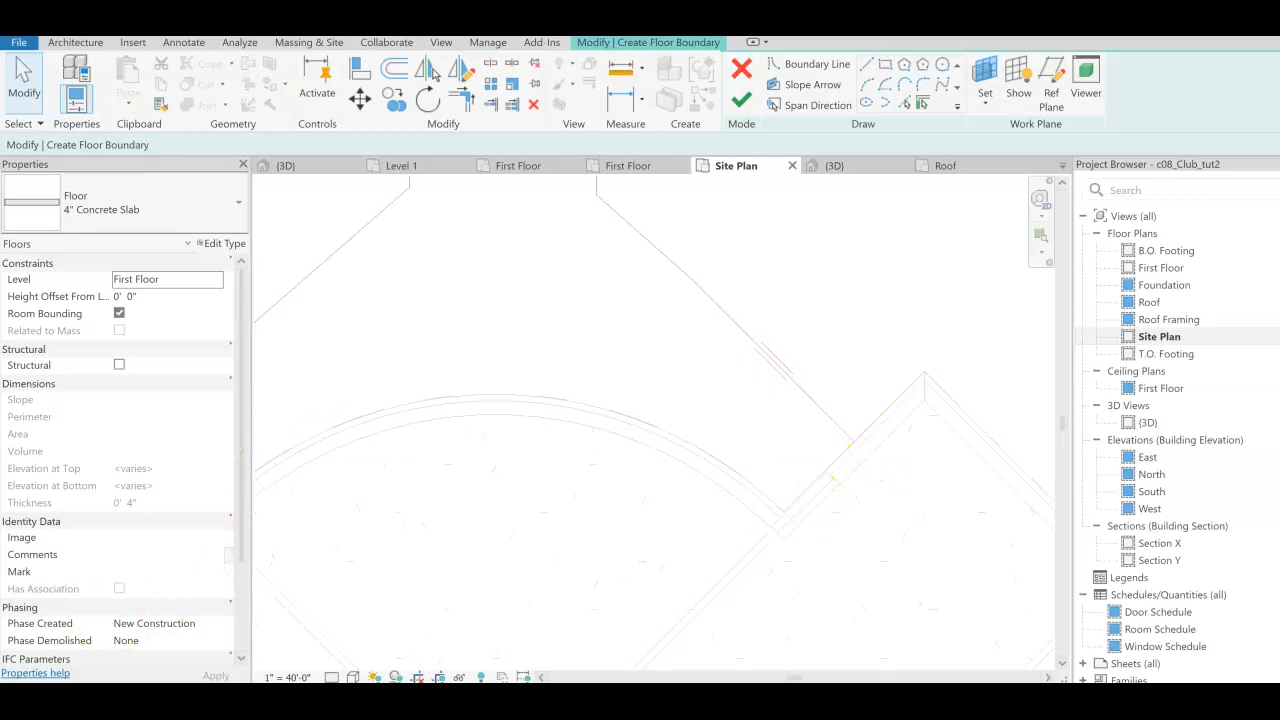 File Architecture Insert Annotate Analyze Massing & Site Collaborate View Manage Add-Ins Modify | Create Floor Boundary
Modify
Paste
Cope
Cut
Join
Activate
Boundary Line
Slope Arrow
Span Direction
Set Show Ref Plane Viewer
Select Properties Clipboard Geometry Controls Modify View Measure Create Mode Draw Work Plane
Modify | Create Floor Boundary
Properties
{3D} Level 1 First Floor First Floor Site Plan {3D} Roof
Project Browser - c08_Club_tut2
Floor
4" Concrete Slab
Floors Edit Type
Constraints
Level First Floor
Height Offset From L... 0' 0"
Room Bounding
Related to Mass
Structural
Structural
Dimensions
Slope
Perimeter
Area
Volume
Elevation at Top <varies>
Elevation at Bottom <varies>
Thickness 0' 4"
Identity Data
Image
Comments
Mark
Has Association
Phasing
Phase Created New Construction
Phase Demolished None
IFC Parameters
Properties help Apply
2D
1" = 40'-0"
Search
Views (all)
Floor Plans
B.O. Footing
First Floor
Foundation
Roof
Roof Framing
Site Plan
T.O. Footing
Ceiling Plans
First Floor
3D Views
{3D}
Elevations (Building Elevation)
East
North
South
West
Sections (Building Section)
Section X
Section Y
Legends
Schedules/Quantities (all)
Door Schedule
Room Schedule
Window Schedule
Sheets (all)
Families